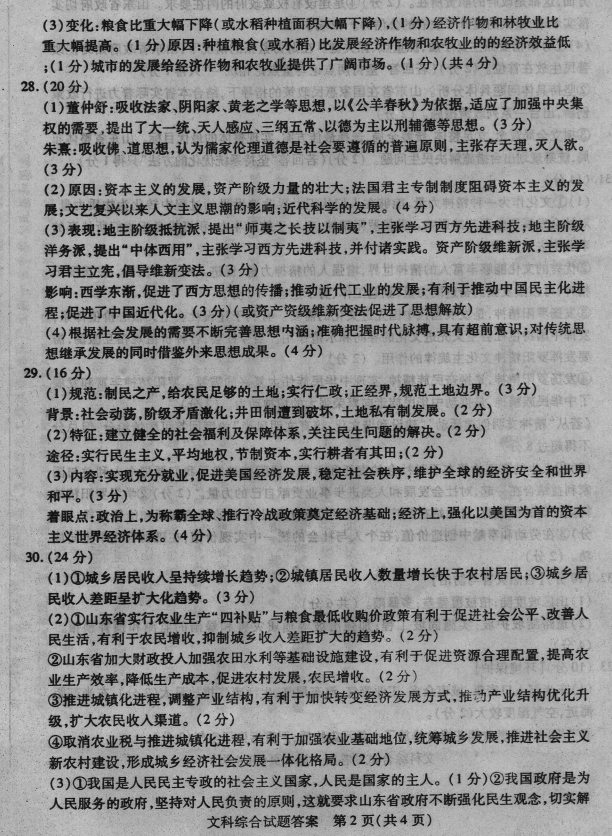 (3)变化:粮食比重大幅下降(或水稻种植面积大幅下降),(1分)经济作物和林牧业比
重大幅提高。(1分)原因:种植粮食(或水稻)比发展经济作物和农牧业的的经济效益低
;(1分)城市的发展给经济作物和农牧业提供了广阔市场。(1分)(共4分)
28.(20分)
(1)董仲舒:吸收法家、阴阳家、黄老之学等思想,以《公羊春秋》为依据,适应了加强中央集
权的需要,提出了大一统、天人感应、三纲五常、以德为主以刑辅德等思想。(3分)
朱熹:吸收佛、道思想,认为儒家伦理道德是社会要遵循的普遍原则,主张存天理,灭人欲。
(3分)
(2)原因:资本主义的发展,资产阶级力量的壮大;法国君主专制制度阻碍资本主义的发
展;文艺复兴以来人文主义思潮的影响;近代科学的发展。(4分)
(3)表现:地主阶级抵抗派,提出“师夷之长技以制夷”,主张学习西方先进科技;地主阶级
洋务派,提出“中体西用”,主张学习西方先进科技,并付诸实践。资产阶级维新派,主张学
习君主立宪,倡导维新变法。(3分)
影响:西学东渐,促进了西方思想的传播;推动近代工业的发展;有利于推动中国民主化进
程;促进了中国近代化。(3分)(或资产资级维新变法促进了思想解放)
(4)根据社会发展的需要不断完善思想内涵;准确把握时代脉搏,具有超前意识;对传统思
想继承发展的同时借鉴外来思想成果。(4分)
29.(16分)
(1)规范:制民之产,给农民足够的土地;实行仁政;正经界,规范土地边界。(3分)
背景:社会动荡,阶级矛盾激化;井田制遭到破坏,土地私有制发展。(2分)
(2)特征:建立健全的社会福利及保障体系,关注民生问题的解决。(2分)
途径:实行民生主义,平均地权,节制资本,实行耕者有其田;(2分)
(3)内容:实现充分就业,促进美国经济发展,稳定社会秩序,维护全球的经济安全和世界
和平。(3分)
着眼点:政治上,为称霸全球、推行冷战政策奠定经济基础;经济上,强化以美国为首的资本
主义世界经济体系。(4分)
30.(24分)
(1)①城乡居民收入呈持续增长趋势;②城镇居民收入数量增长快于农村居民;③城乡居
民收入差距呈扩大化趋势。(3分)
(2)①山东省实行农业生产“四补贴”与粮食最低收购价政策有利于促进社会公平、改善人
民生活,有利于农民增收,抑制城乡收入差距扩大的趋势。(2分)
②山东省加大财政投入加强农田水利等基础设施建设,有利于促进资源合理配置,提高农
业生产效率,降低生产成本,促进农村发展,农民增收。(2分)
③推进城镇化进程,调整产业结构,有利于加快转变经济发展方式,推动产业结构优化升
级,扩大农民收入渠道。(2分)
④取消农业税与推进城镇化进程,有利于加强农业基础地位,统筹城乡发展,推进社会主义
新农村建设,形成城乡经济社会发展一体化格局。(2分)
(3)①我国是人民民主专政的社会主义国家,人民是国家的主人。(1分)②我国政府是为
人民服务的政府,坚持对人民负责的原则,这就要求山东省政府不断强化民生观念,切实解
文科综合试题答案 第2页(共4页)